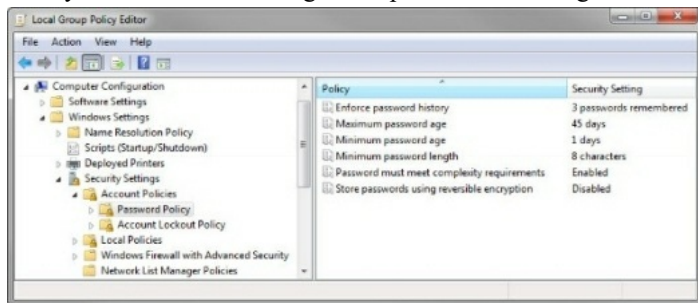 Local Group Policy Editor
File Action View Help
Computer Configuration
Software Settings
Windows Settings
Name Resolution Policy
Scripts (Startup/Shutdown)
Deployed Printers
Security Settings
Account Policies
Password Policy
Account Lockout Policy
Local Policies
Windows Firewall with Advanced Security
Network List Manager Policies
Policy Security Setting
Enforce password history 3 passwords remembered
Maximum password age 45 days
Minimum password age 1 days
Minimum password length 8 characters
Password must meet complexity requirements Enabled
Store passwords using reversible encryption Disabled